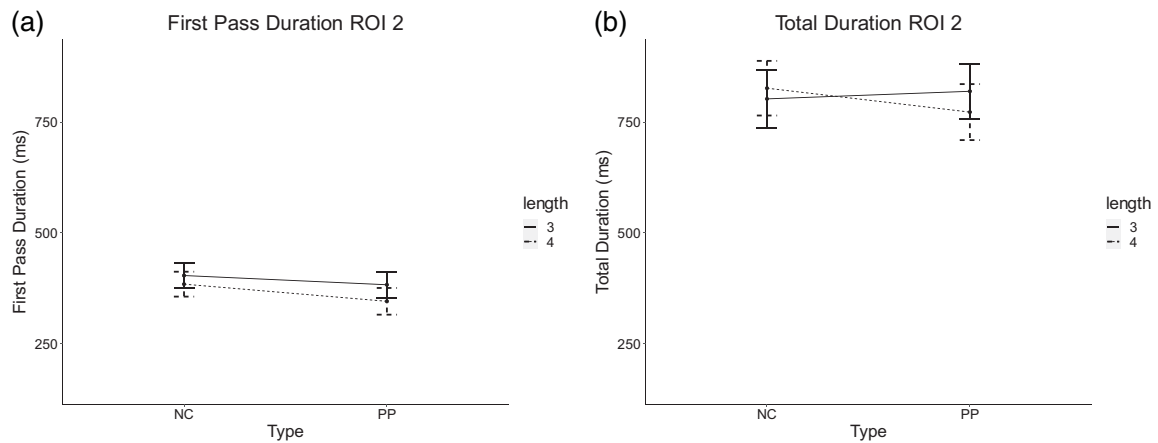 (a)
First Pass Duration ROI 2
First Pass Duration (ms)
750
500
250
NC
PP
Type
length
3
4
(b)
Total Duration ROI 2
Total Duration (ms)
750
500
250
NC
PP
Type
length
3
4